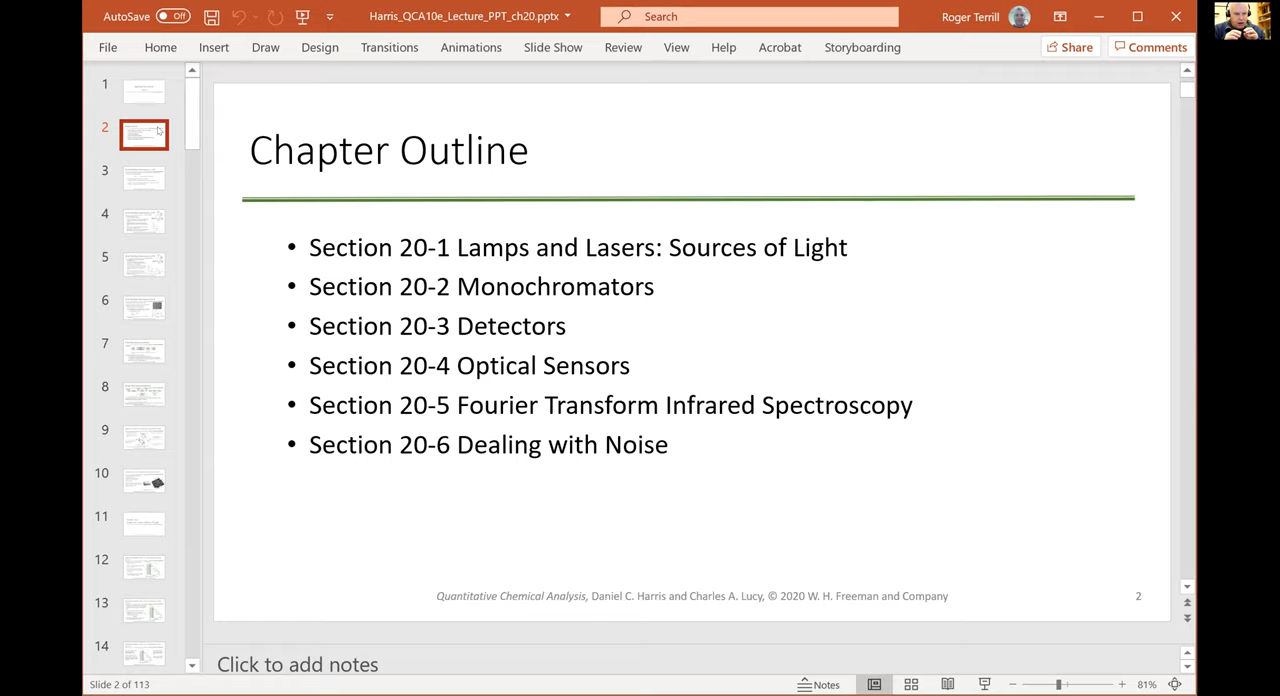 AutoSave Off Harris_QCA10e_Lecture_PPT_ch20.pptx Search Roger Terrill
File Home Insert Draw Design Transitions Animations Slide Show Review View Help Acrobat Storyboarding Share Comments
1
2
3
4
5
6
7
8
9
10
11
12
13
14
Chapter Outline
• Section 20-1 Lamps and Lasers: Sources of Light
• Section 20-2 Monochromators
• Section 20-3 Detectors
• Section 20-4 Optical Sensors
• Section 20-5 Fourier Transform Infrared Spectroscopy
• Section 20-6 Dealing with Noise
Quantitative Chemical Analysis, Daniel C. Harris and Charles A. Lucy, © 2020 W. H. Freeman and Company 2
Click to add notes
Slide 2 of 113 Notes 81%